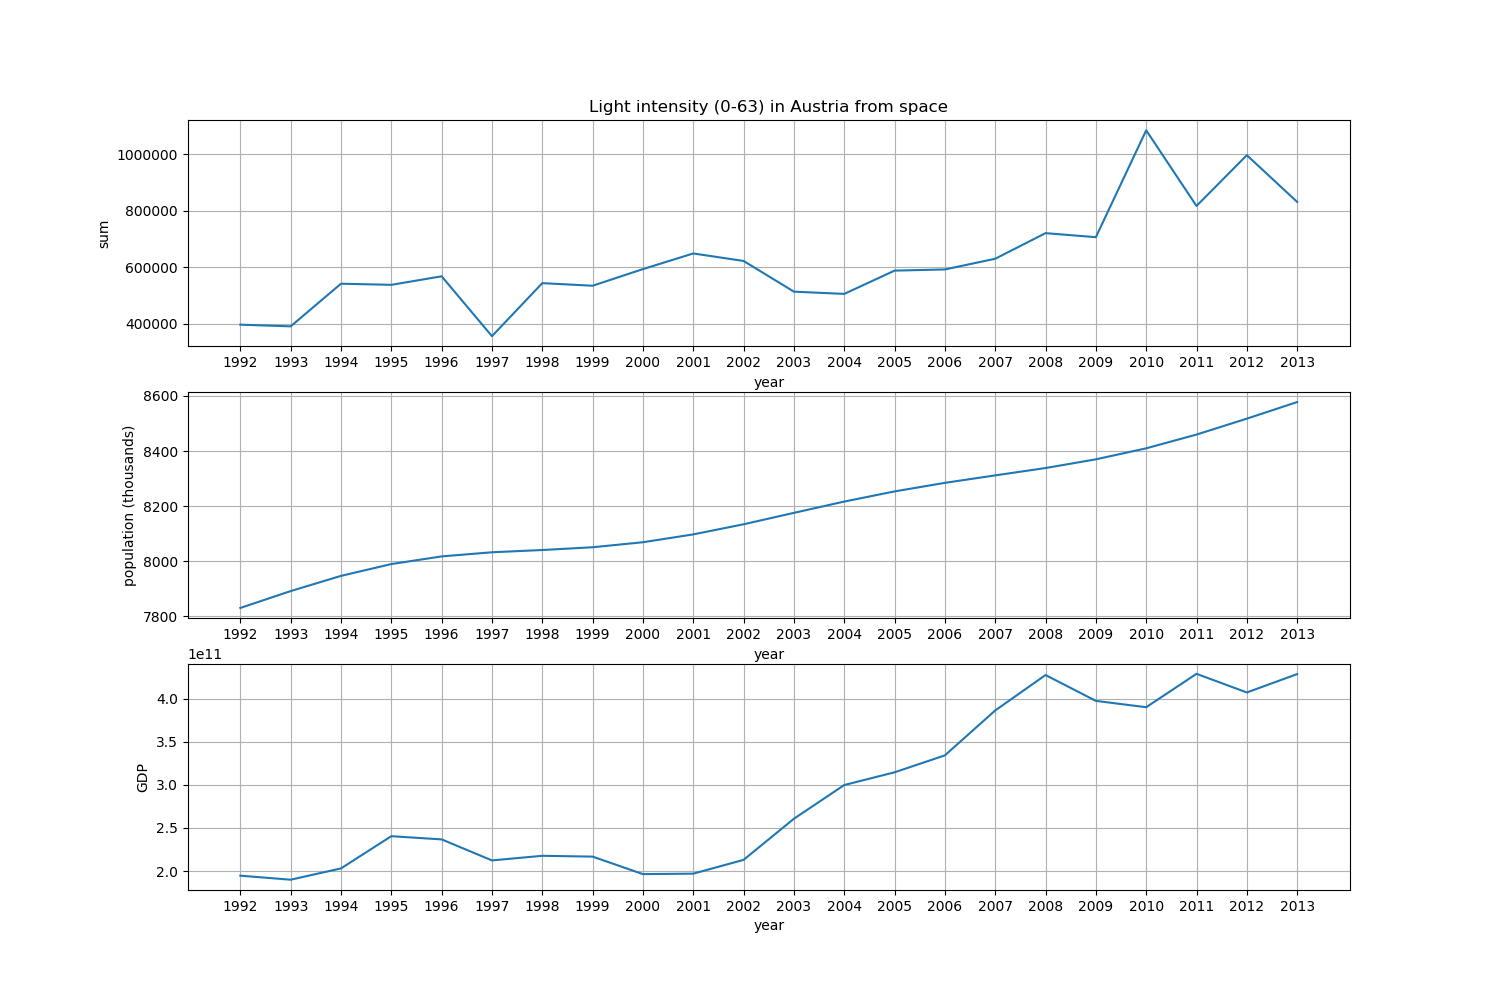 Light intensity (0-63) in Austria from space
1000000
800000
600000
400000
sum
1992 1993 1994 1995 1996 1997 1998 1999 2000 2001 2002 2003 2004 2005 2006 2007 2008 2009 2010 2011 2012 2013
year
8600
8400
8200
8000
7800
population (thousands)
1992 1993 1994 1995 1996 1997 1998 1999 2000 2001 2002 2003 2004 2005 2006 2007 2008 2009 2010 2011 2012 2013
year
1e11
4.0
3.5
3.0
2.5
2.0
GDP
1992 1993 1994 1995 1996 1997 1998 1999 2000 2001 2002 2003 2004 2005 2006 2007 2008 2009 2010 2011 2012 2013
year